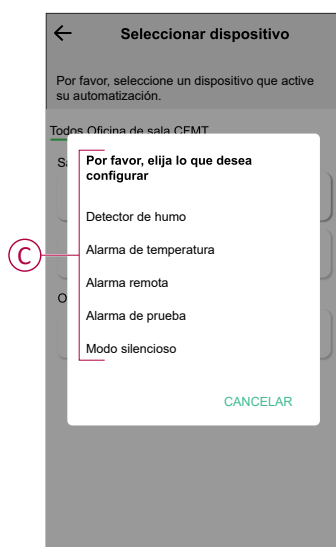 Seleccionar dispositivo
Por favor, seleccione un dispositivo que active
su automatización.
Todos Oficina de sala CEMT
Sa
Por favor, elija lo que desea
configurar
Detector de humo
Alarma de temperatura
C
Alarma remota
O
Alarma de prueba
Modo silencioso
CANCELAR